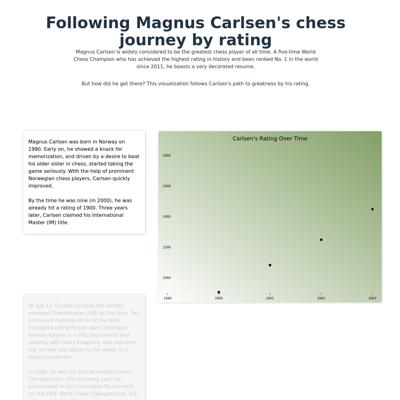 Following Magnus Carlsen's chess
journey by rating
Magnus Carlsen is widely considered to be the greatest chess player of all time. A five-time World
Chess Champion who has achieved the highest rating in history and been ranked No. 1 in the world
since 2011, he boasts a very decorated resume.
But how did he get there? This visualization follows Carlsen's path to greatness by his rating.
Magnus Carlsen was born in Norway on
1990. Early on, he showed a knack for
memorization, and driven by a desire to beat
his older sister in chess, started taking the
game seriously. With the help of prominent
Norwegian chess players, Carlsen quickly
improved.
By the time he was nine (in 2000), he was
already hit a rating of 1900. Three years
later, Carlsen claimed his International
Master (IM) title.
Carlsen's Rating Over Time
2800
2600
2400
2200
2000
1999
2000
2001
2002
2003
At age 13, Carlsen became the world's
youngest Grandmaster (GM) at the time. Two
prominent matches of his at the time
included beating former world champion
Anatoly Karpov in a blitz tournament and
drawing with Garry Kasparov, who was then
the number one player in the world, in a
rapid tournament.
In 2006, he won his first Norwegian Chess
Championship. The following year, he
participated in the Candidates Tournament
for the FIDE World Chess Championship, but